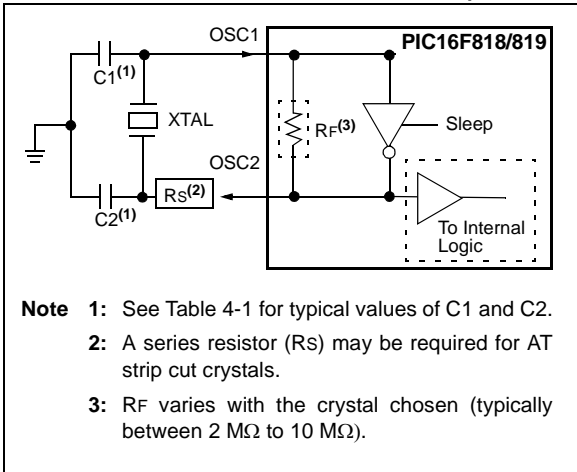 OSC1
PIC16F818/819
C1(1)
XTAL
RF(3)
Sleep
OSC2
RS(2)
C2(1)
To Internal
Logic
Note 1: See Table 4-1 for typical values of C1 and C2.
2: A series resistor (RS) may be required for AT
strip cut crystals.
3: RF varies with the crystal chosen (typically
between 2 MΩ to 10 MΩ).